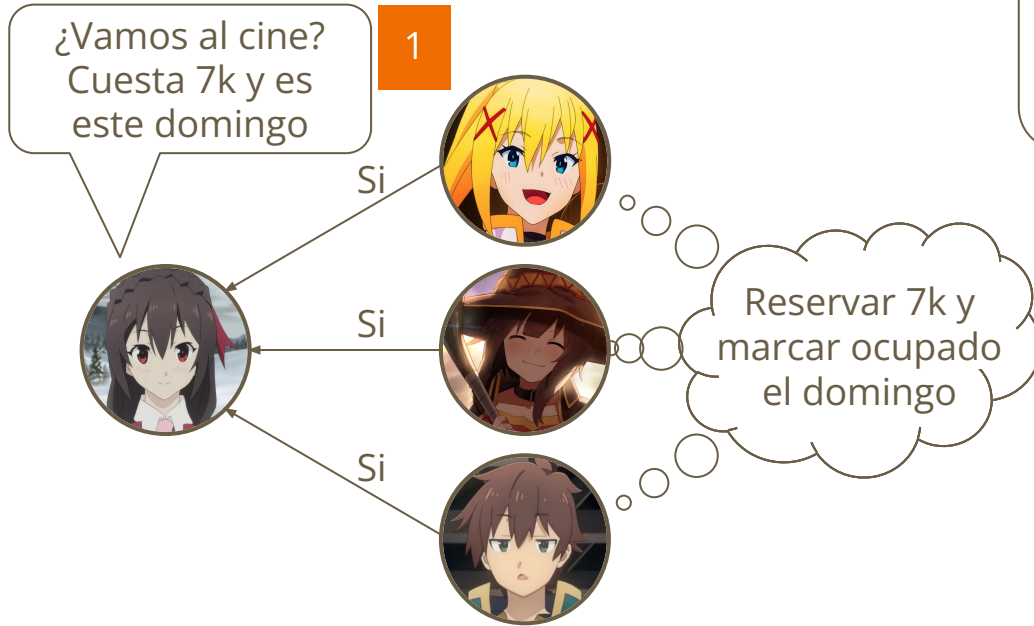 ¿Vamos al cine?
Cuesta 7k y es
este domingo
1
Si
Si
Si
Reservar 7k y
marcar ocupado
el domingo